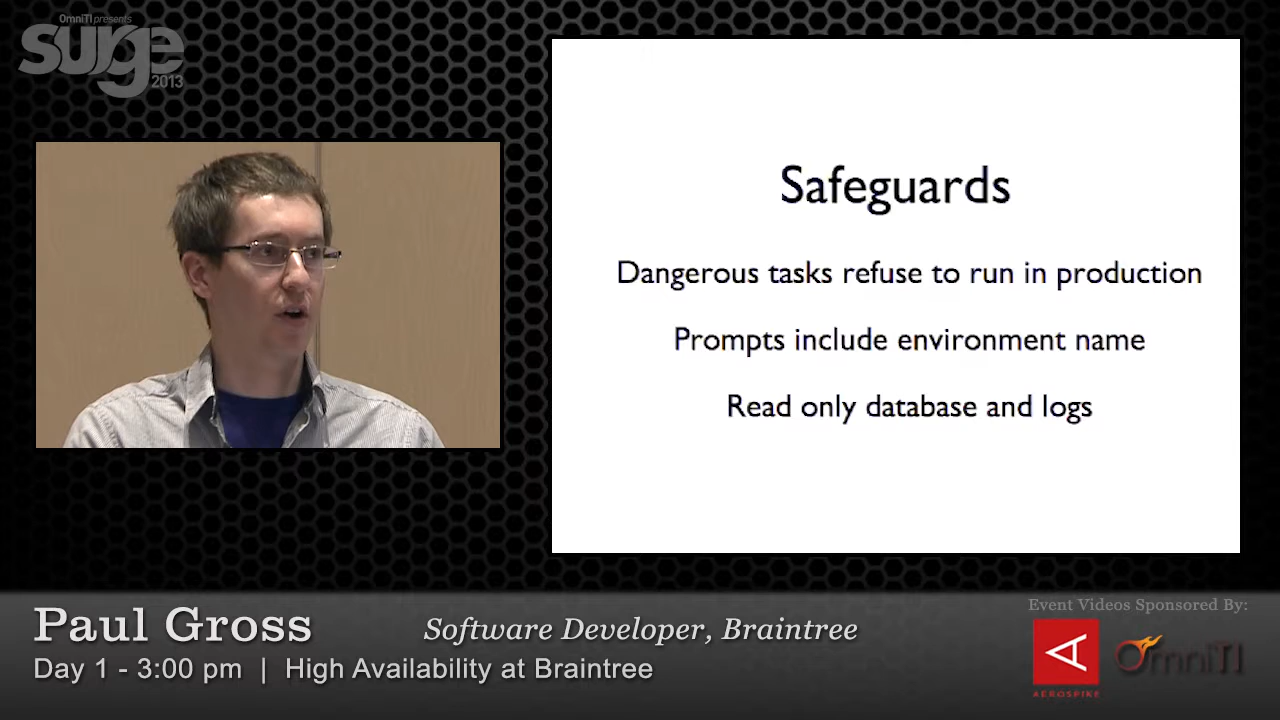 OmniTI presents
surge
2013
Safeguards
Dangerous tasks refuse to run in production
Prompts include environment name
Read only database and logs
Paul Gross
Software Developer, Braintree
Day 1 - 3:00 pm | High Availability at Braintree
Event Videos Sponsored By:
AEROSPIKE
OmniTI